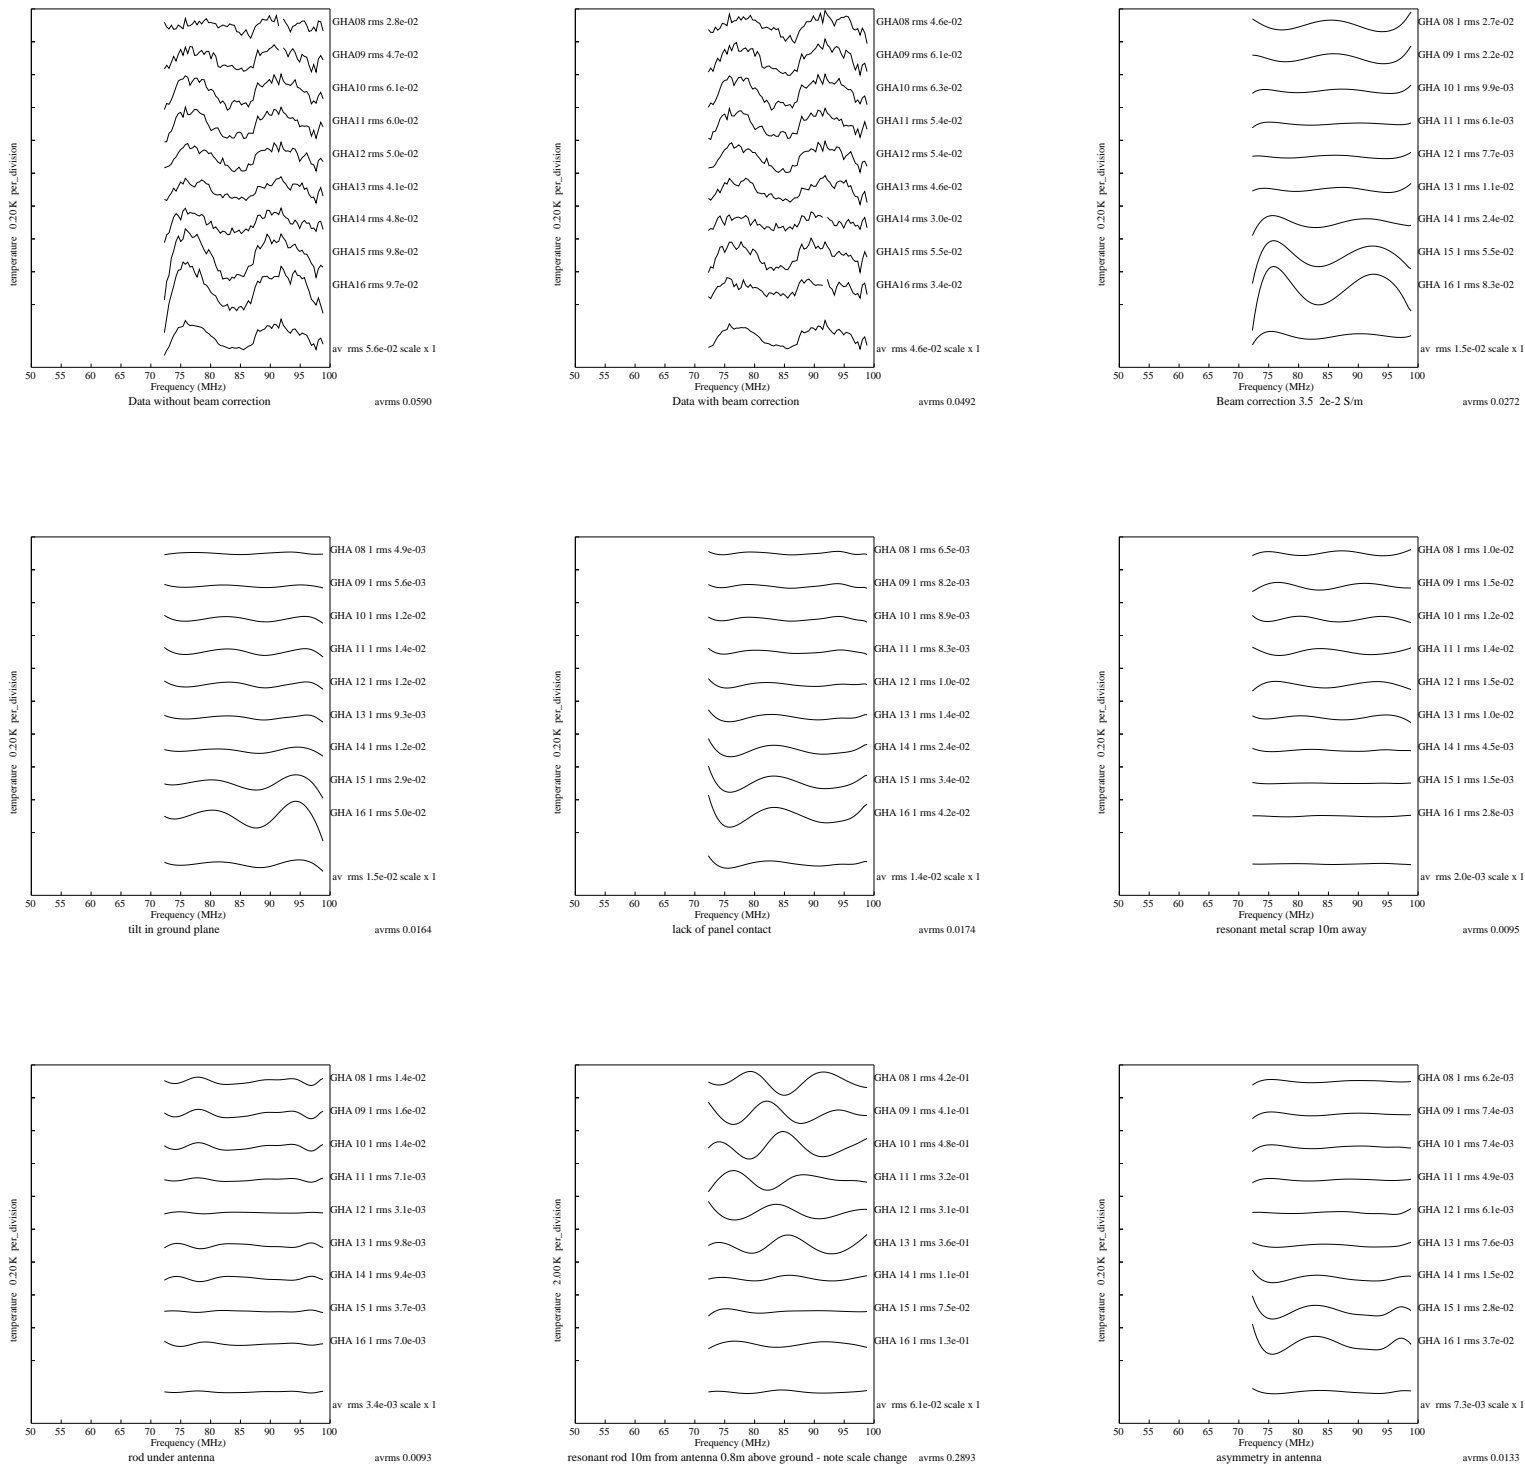 temperature 0.20 K per_division
GHA08 rms 2.8e-02
GHA09 rms 4.7e-02
GHA10 rms 6.1e-02
GHA11 rms 6.0e-02
GHA12 rms 5.0e-02
GHA13 rms 4.1e-02
GHA14 rms 4.8e-02
GHA15 rms 9.8e-02
GHA16 rms 9.7e-02
av rms 5.6e-02 scale x 1
50 55 60 65 70 75 80 85 90 95 100
Frequency (MHz)
Data without beam correction
avrms 0.0590
temperature 0.20 K per_division
GHA08 rms 4.6e-02
GHA09 rms 6.1e-02
GHA10 rms 6.3e-02
GHA11 rms 5.4e-02
GHA12 rms 5.4e-02
GHA13 rms 4.6e-02
GHA14 rms 3.0e-02
GHA15 rms 5.5e-02
GHA16 rms 3.4e-02
av rms 4.6e-02 scale x 1
50 55 60 65 70 75 80 85 90 95 100
Frequency (MHz)
Data with beam correction
avrms 0.0492
temperature 0.20 K per_division
GHA 08 1 rms 2.7e-02
GHA 09 1 rms 2.2e-02
GHA 10 1 rms 9.9e-03
GHA 11 1 rms 6.1e-03
GHA 12 1 rms 7.7e-03
GHA 13 1 rms 1.1e-02
GHA 14 1 rms 2.4e-02
GHA 15 1 rms 5.5e-02
GHA 16 1 rms 8.3e-02
av rms 1.5e-02 scale x 1
50 55 60 65 70 75 80 85 90 95 100
Frequency (MHz)
Beam correction 3.5 2e-2 S/m
avrms 0.0272
temperature 0.20 K per_division
GHA 08 1 rms 4.9e-03
GHA 09 1 rms 5.6e-03
GHA 10 1 rms 1.2e-02
GHA 11 1 rms 1.4e-02
GHA 12 1 rms 1.2e-02
GHA 13 1 rms 9.3e-03
GHA 14 1 rms 1.2e-02
GHA 15 1 rms 2.9e-02
GHA 16 1 rms 5.0e-02
av rms 1.5e-02 scale x 1
50 55 60 65 70 75 80 85 90 95 100
Frequency (MHz)
tilt in ground plane
avrms 0.0164
temperature 0.20 K per_division
GHA 08 1 rms 6.5e-03
GHA 09 1 rms 8.2e-03
GHA 10 1 rms 8.9e-03
GHA 11 1 rms 8.3e-03
GHA 12 1 rms 1.0e-02
GHA 13 1 rms 1.4e-02
GHA 14 1 rms 2.4e-02
GHA 15 1 rms 3.4e-02
GHA 16 1 rms 4.2e-02
av rms 1.4e-02 scale x 1
50 55 60 65 70 75 80 85 90 95 100
Frequency (MHz)
lack of panel contact
avrms 0.0174
temperature 0.20 K per_division
GHA 08 1 rms 1.0e-02
GHA 09 1 rms 1.5e-02
GHA 10 1 rms 1.2e-02
GHA 11 1 rms 1.4e-02
GHA 12 1 rms 1.5e-02
GHA 13 1 rms 1.0e-02
GHA 14 1 rms 4.5e-03
GHA 15 1 rms 1.5e-03
GHA 16 1 rms 2.8e-03
av rms 2.0e-03 scale x 1
50 55 60 65 70 75 80 85 90 95 100
Frequency (MHz)
resonant metal scrap 10m away
avrms 0.0095
temperature 0.20 K per_division
GHA 08 1 rms 1.4e-02
GHA 09 1 rms 1.6e-02
GHA 10 1 rms 1.4e-02
GHA 11 1 rms 7.1e-03
GHA 12 1 rms 3.1e-03
GHA 13 1 rms 9.8e-03
GHA 14 1 rms 9.4e-03
GHA 15 1 rms 3.7e-03
GHA 16 1 rms 7.0e-03
av rms 3.4e-03 scale x 1
50 55 60 65 70 75 80 85 90 95 100
Frequency (MHz)
rod under antenna
avrms 0.0093
temperature 2.00 K per_division
GHA 08 1 rms 4.2e-01
GHA 09 1 rms 4.1e-01
GHA 10 1 rms 4.8e-01
GHA 11 1 rms 3.2e-01
GHA 12 1 rms 3.1e-01
GHA 13 1 rms 3.6e-01
GHA 14 1 rms 1.1e-01
GHA 15 1 rms 7.5e-02
GHA 16 1 rms 1.3e-01
av rms 6.1e-02 scale x 1
50 55 60 65 70 75 80 85 90 95 100
Frequency (MHz)
resonant rod 10m from antenna 0.8m above ground - note scale change
avrms 0.2893
temperature 0.20 K per_division
GHA 08 1 rms 6.2e-03
GHA 09 1 rms 7.4e-03
GHA 10 1 rms 7.4e-03
GHA 11 1 rms 4.9e-03
GHA 12 1 rms 6.1e-03
GHA 13 1 rms 7.6e-03
GHA 14 1 rms 1.5e-02
GHA 15 1 rms 2.8e-02
GHA 16 1 rms 3.7e-02
av rms 7.3e-03 scale x 1
50 55 60 65 70 75 80 85 90 95 100
Frequency (MHz)
asymmetry in antenna
avrms 0.0133